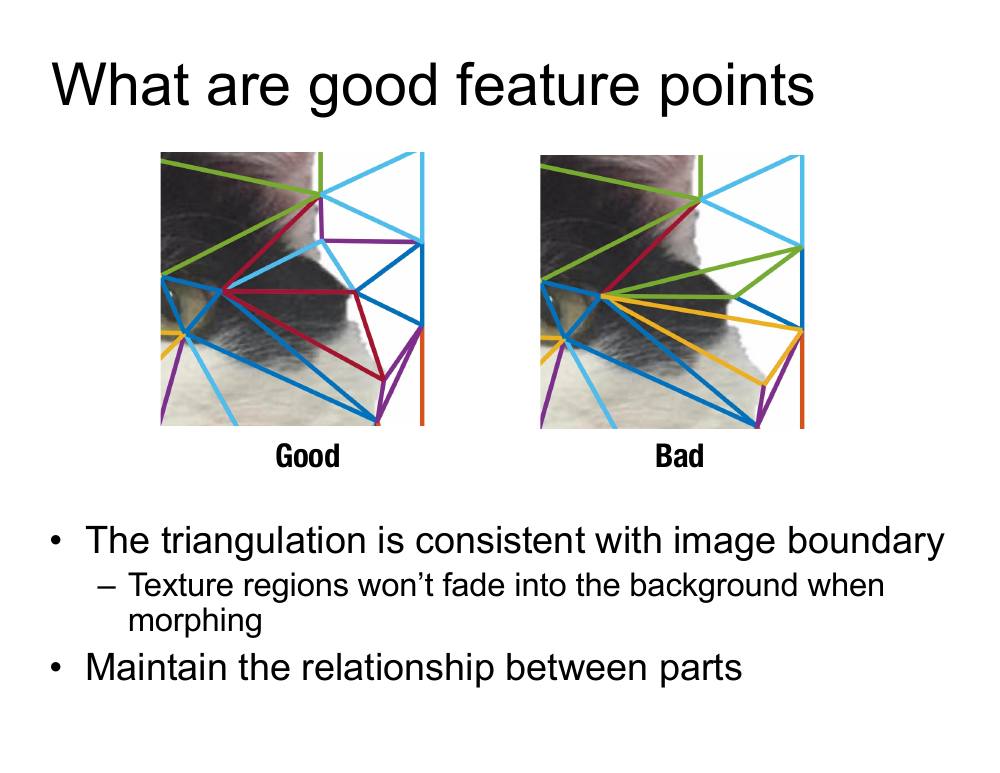 What are good feature points
Good
Bad
• The triangulation is consistent with image boundary
– Texture regions won’t fade into the background when
morphing
• Maintain the relationship between parts